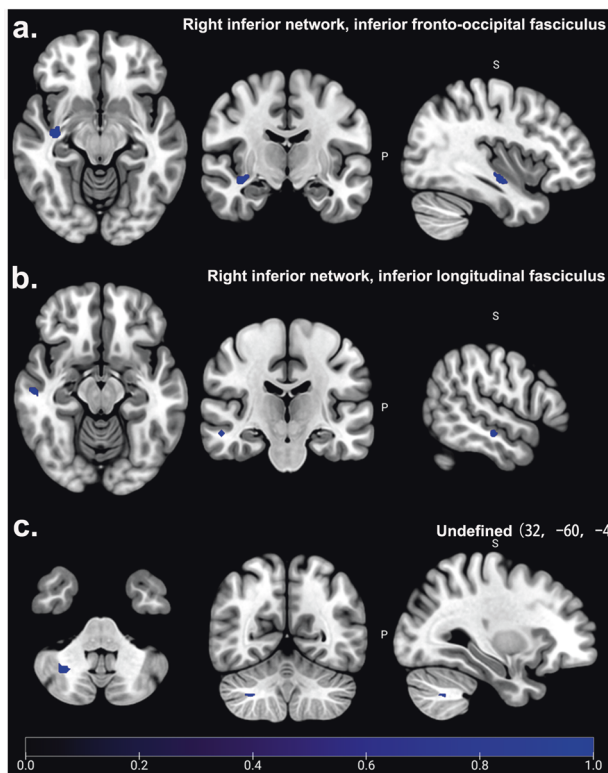 a.
Right inferior network, inferior fronto-occipital fasciculus
S
P
b.
Right inferior network, inferior longitudinal fasciculus
S
P
c.
Undefined (32, -60, -4
S
P
0.0 0.2 0.4 0.6 0.8 1.0